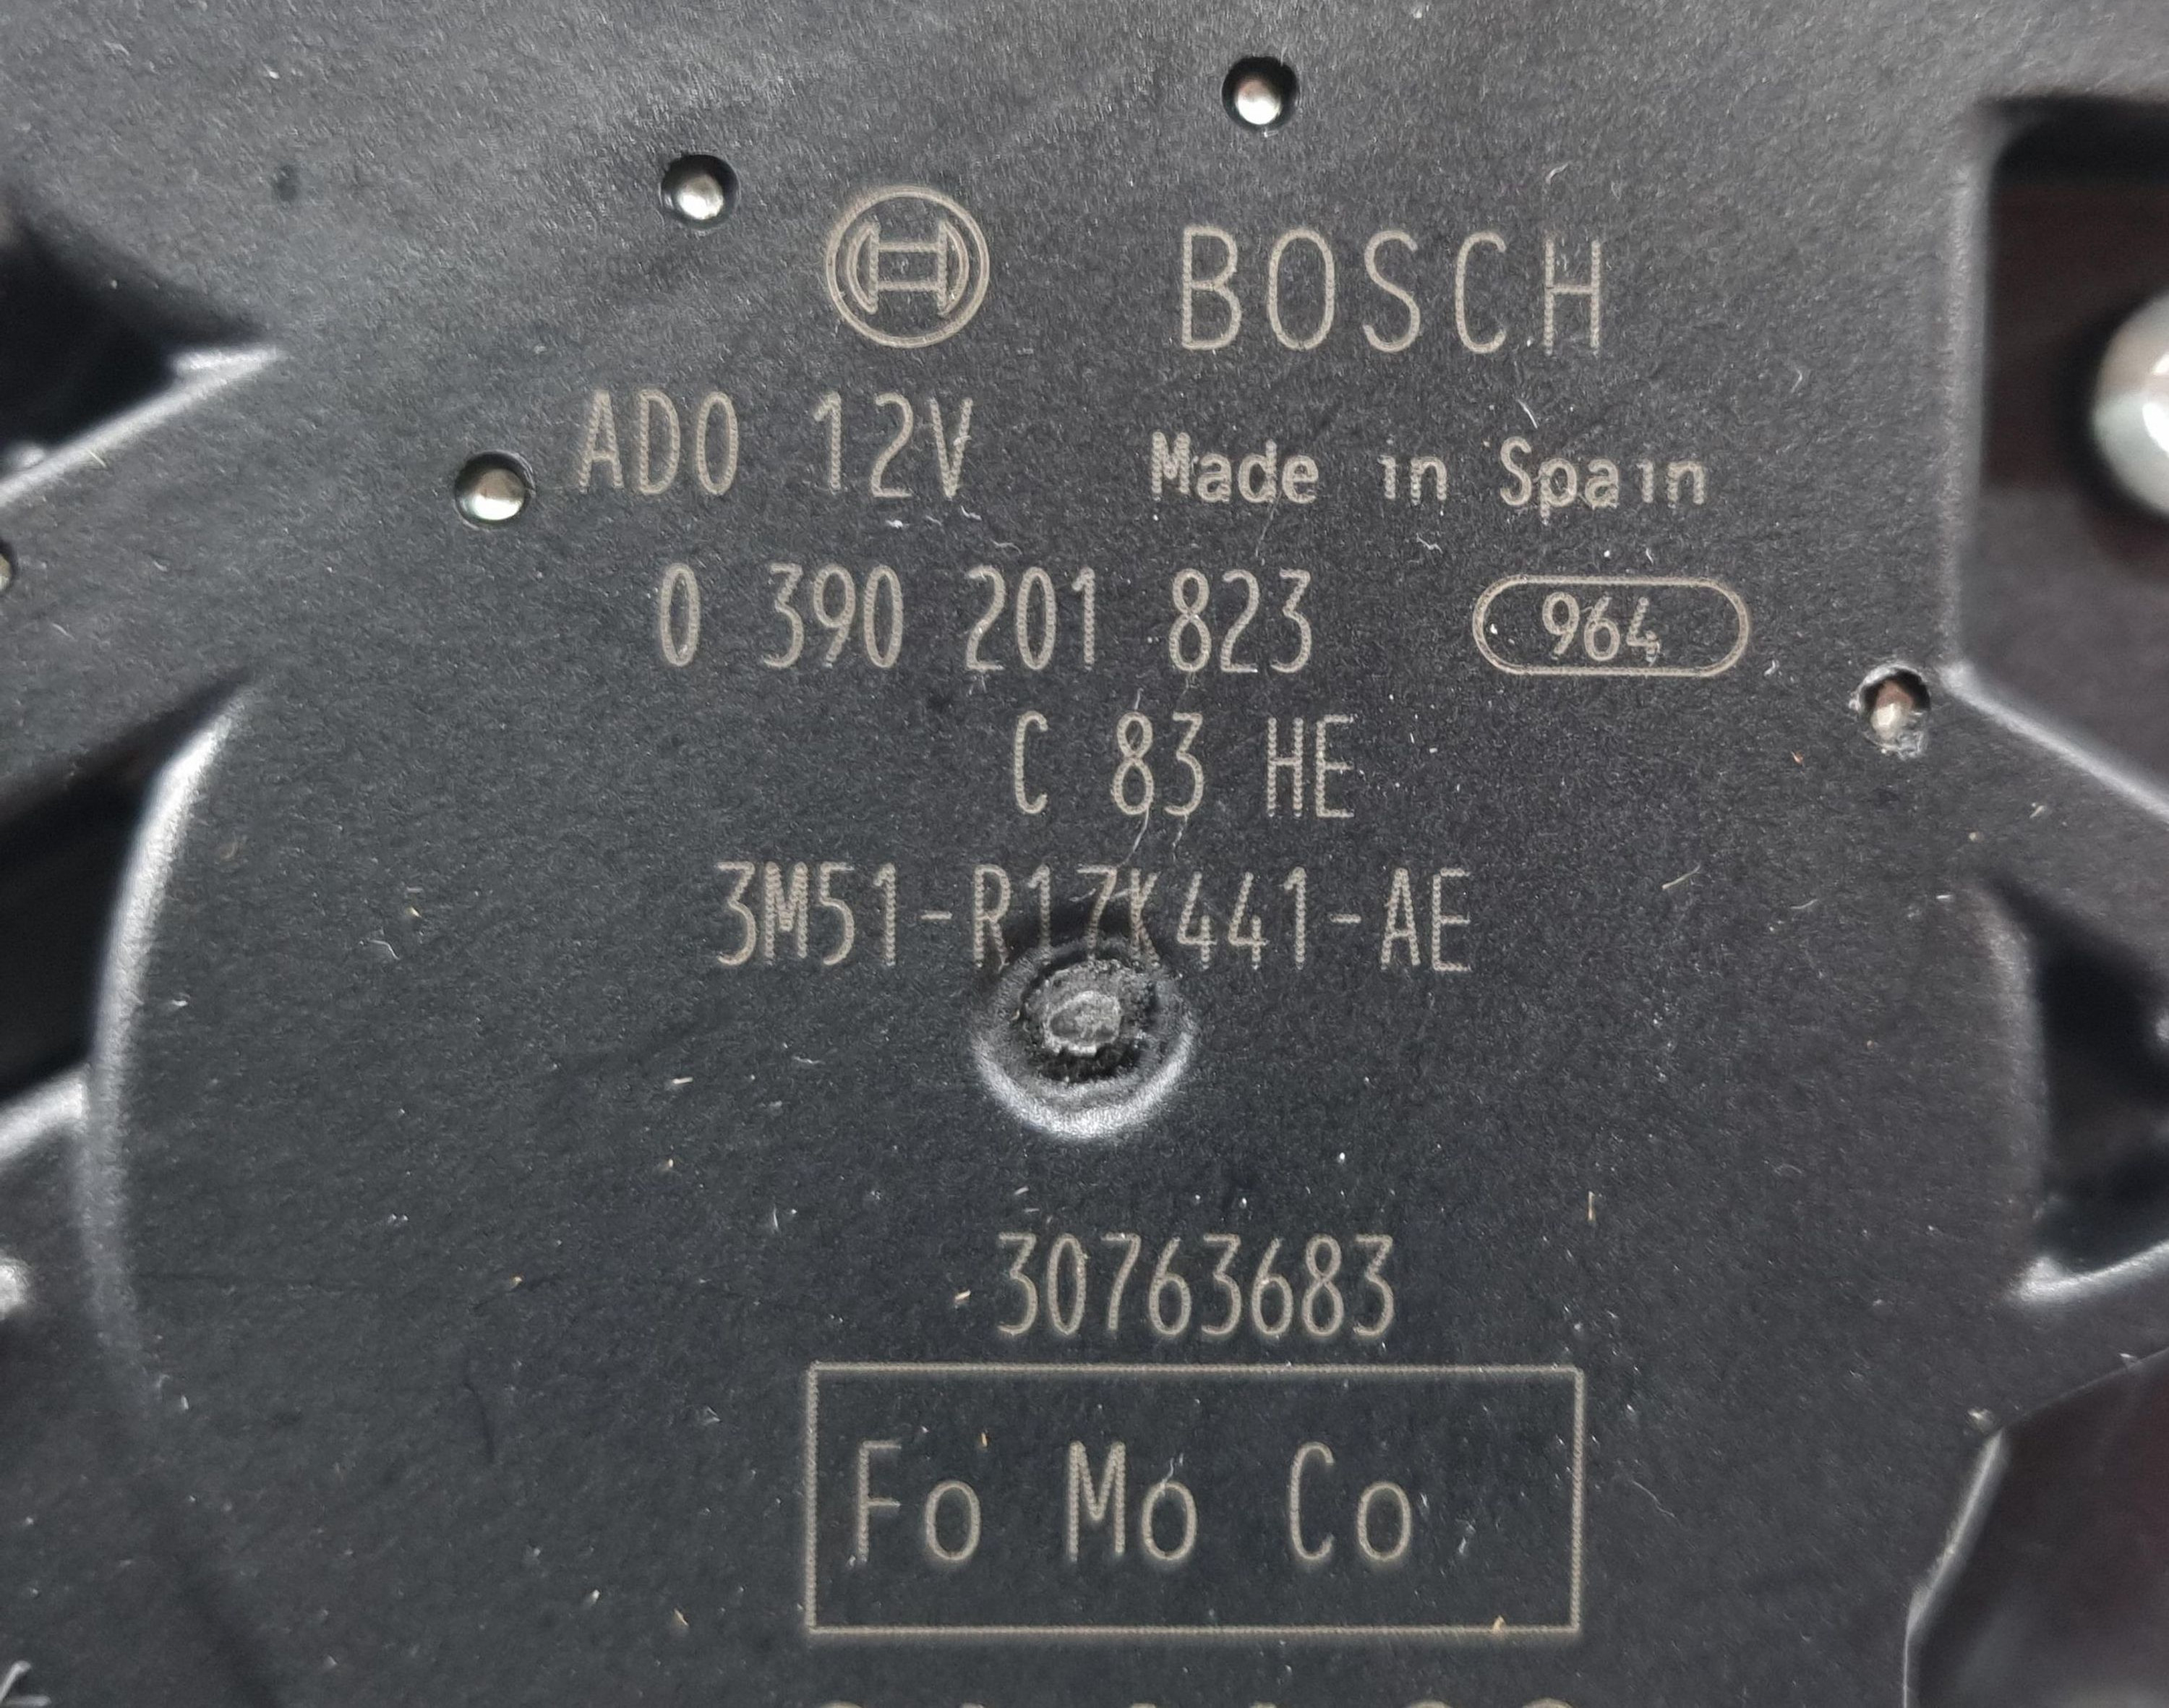 BOSCH
AD0 12V Made in Spain
0 390 201 823 964
C 83 HE
3M51-R17K441-AE
30763683
Fo Mo Co